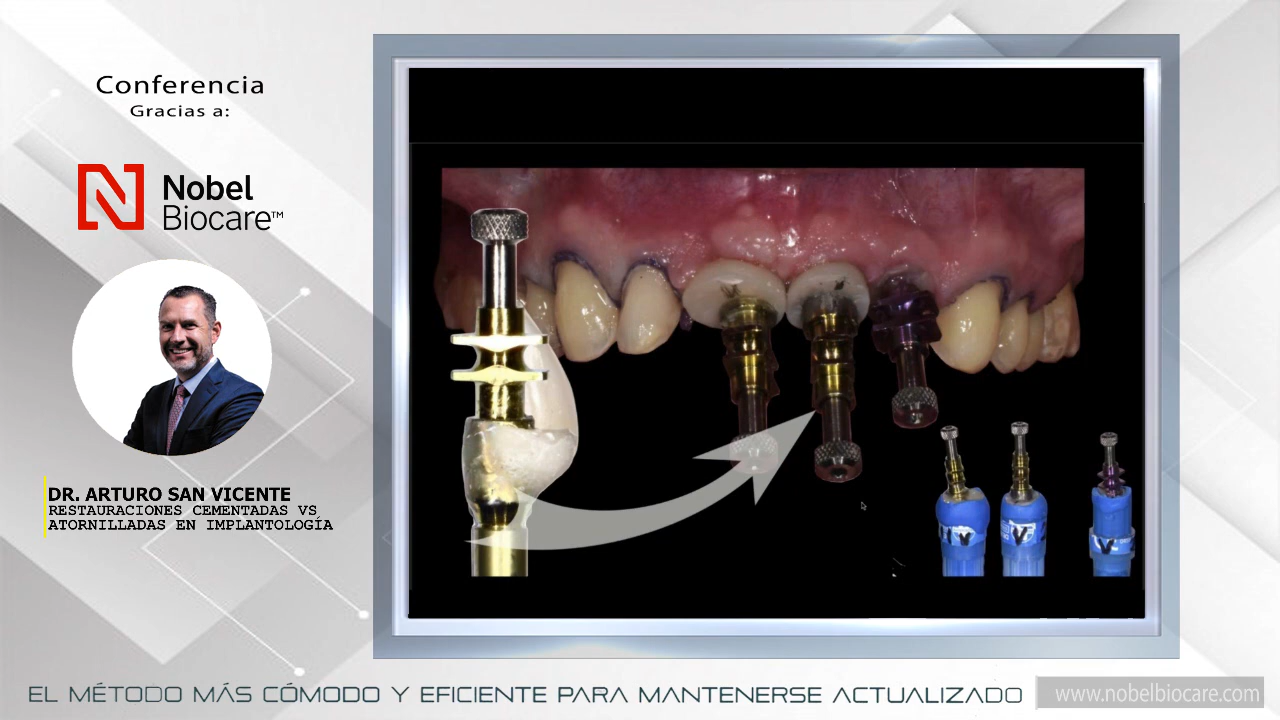 Conferencia
Gracias a:
Nobel
Biocare™
DR. ARTURO SAN VICENTE
RESTAURACIONES CEMENTADAS VS
ATORNILLADAS EN IMPLANTOLOGÍA
V
V
V
EL MÉTODO MÁS CÓMODO Y EFICIENTE PARA MANTENERSE ACTUALIZADO
www.nobelbiocare.com